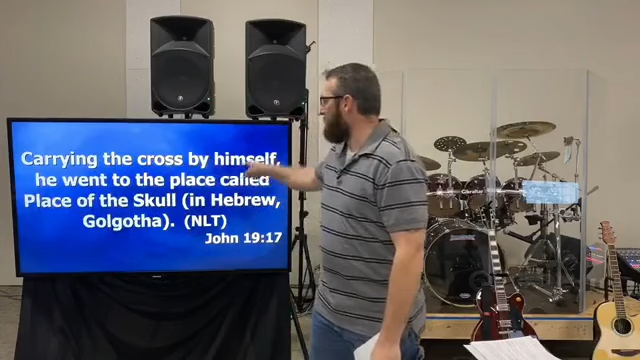 Carrying the cross by himself,
he went to the place called
Place of the Skull (in Hebrew,
Golgotha). (NLT)
John 19:17